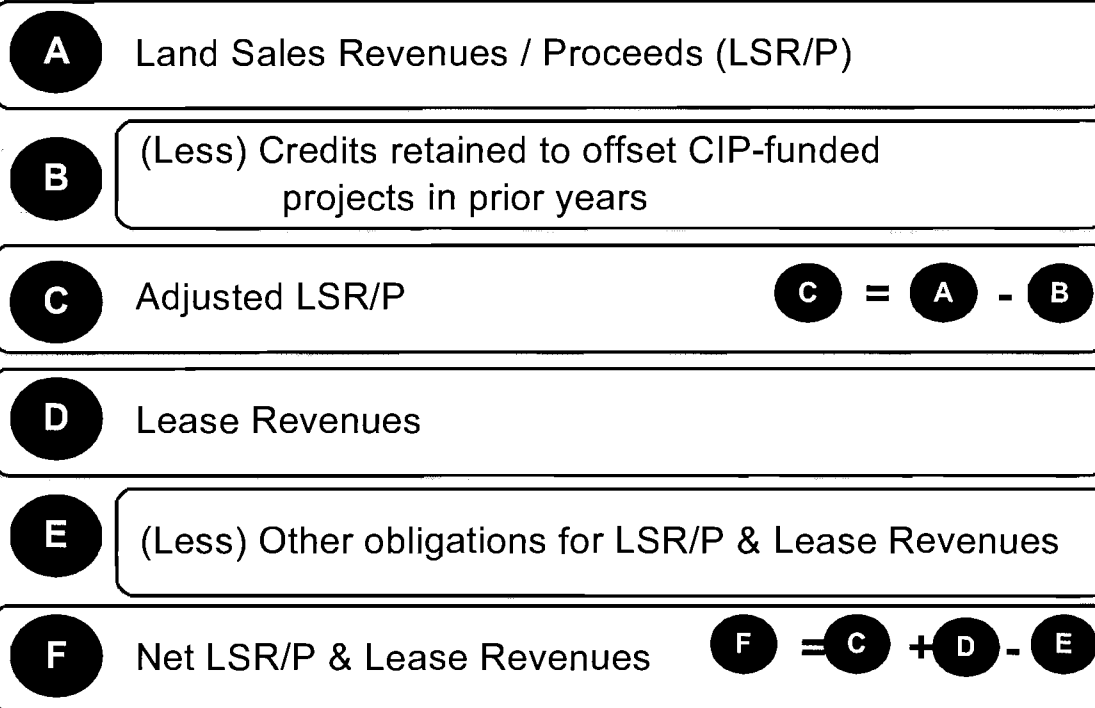 A Land Sales Revenues / Proceeds (LSR/P)
B (Less) Credits retained to offset CIP-funded
projects in prior years
C Adjusted LSR/P C = A - B
D Lease Revenues
E (Less) Other obligations for LSR/P & Lease Revenues
F Net LSR/P & Lease Revenues F = C + D - E